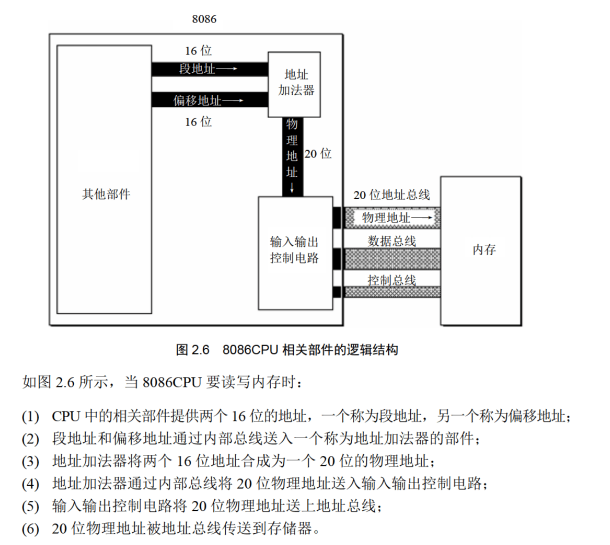 8086
16 位
段地址→
地址
加法器
偏移地址→
16 位
物理地址↓
20 位
其他部件
20 位地址总线
物理地址→
输入输出
控制电路
数据总线
内存
控制总线
图 2.6 8086CPU 相关部件的逻辑结构
如图 2.6 所示，当 8086CPU 要读写内存时：
(1) CPU 中的相关部件提供两个 16 位的地址，一个称为段地址，另一个称为偏移地址；
(2) 段地址和偏移地址通过内部总线送入一个称为地址加法器的部件；
(3) 地址加法器将两个 16 位地址合成为一个 20 位的物理地址；
(4) 地址加法器通过内部总线将 20 位物理地址送入输入输出控制电路；
(5) 输入输出控制电路将 20 位物理地址送上地址总线；
(6) 20 位物理地址被地址总线传送到存储器。